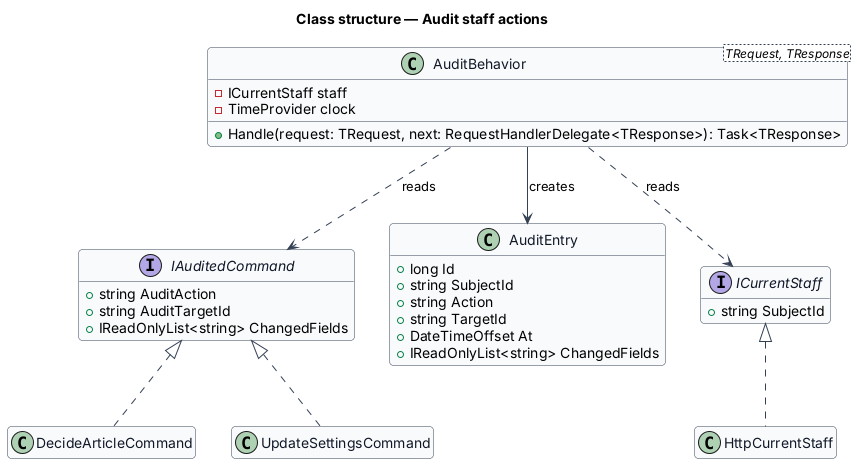 Class structure — Audit staff actions
TRequest, TResponse
C AuditBehavior
ICurrentStaff staff
TimeProvider clock
Handle(request: TRequest, next: RequestHandlerDelegate<TResponse>): Task<TResponse>
reads
creates
reads
I IAuditedCommand
string AuditAction
string AuditTargetId
IReadOnlyList<string> ChangedFields
C AuditEntry
long Id
string SubjectId
string Action
string TargetId
DateTimeOffset At
IReadOnlyList<string> ChangedFields
I ICurrentStaff
string SubjectId
C DecideArticleCommand
C UpdateSettingsCommand
C HttpCurrentStaff